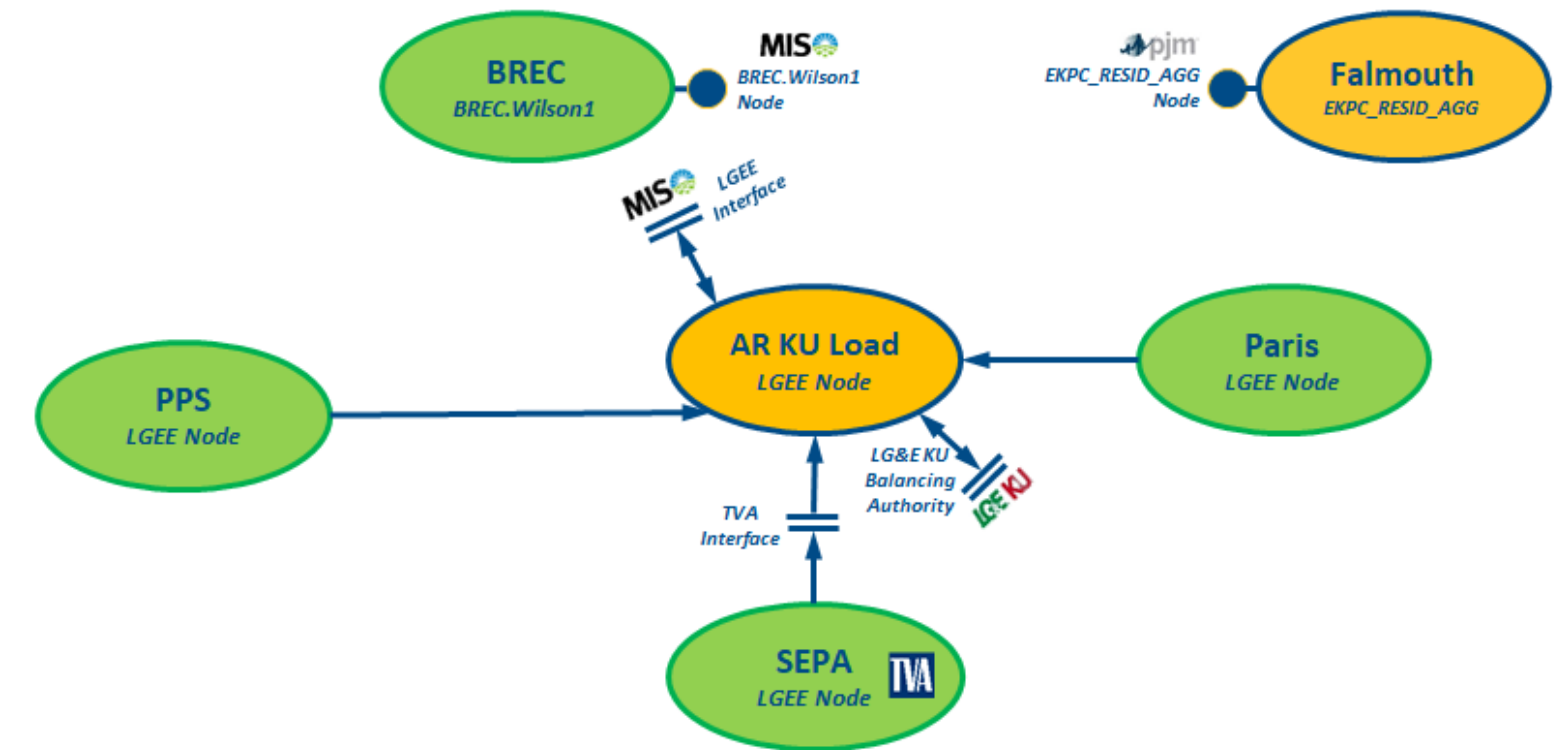 BREC
BREC.Wilson1
MISO
BREC.Wilson1
Node
pjm
EKPC_RESID_AGG
Node
Falmouth
EKPC_RESID_AGG
MISO
LGEE
Interface
AR KU Load
LGEE Node
Paris
LGEE Node
PPS
LGEE Node
LG&E KU
Balancing
Authority
LG&E KU
TVA
Interface
SEPA
LGEE Node
TVA